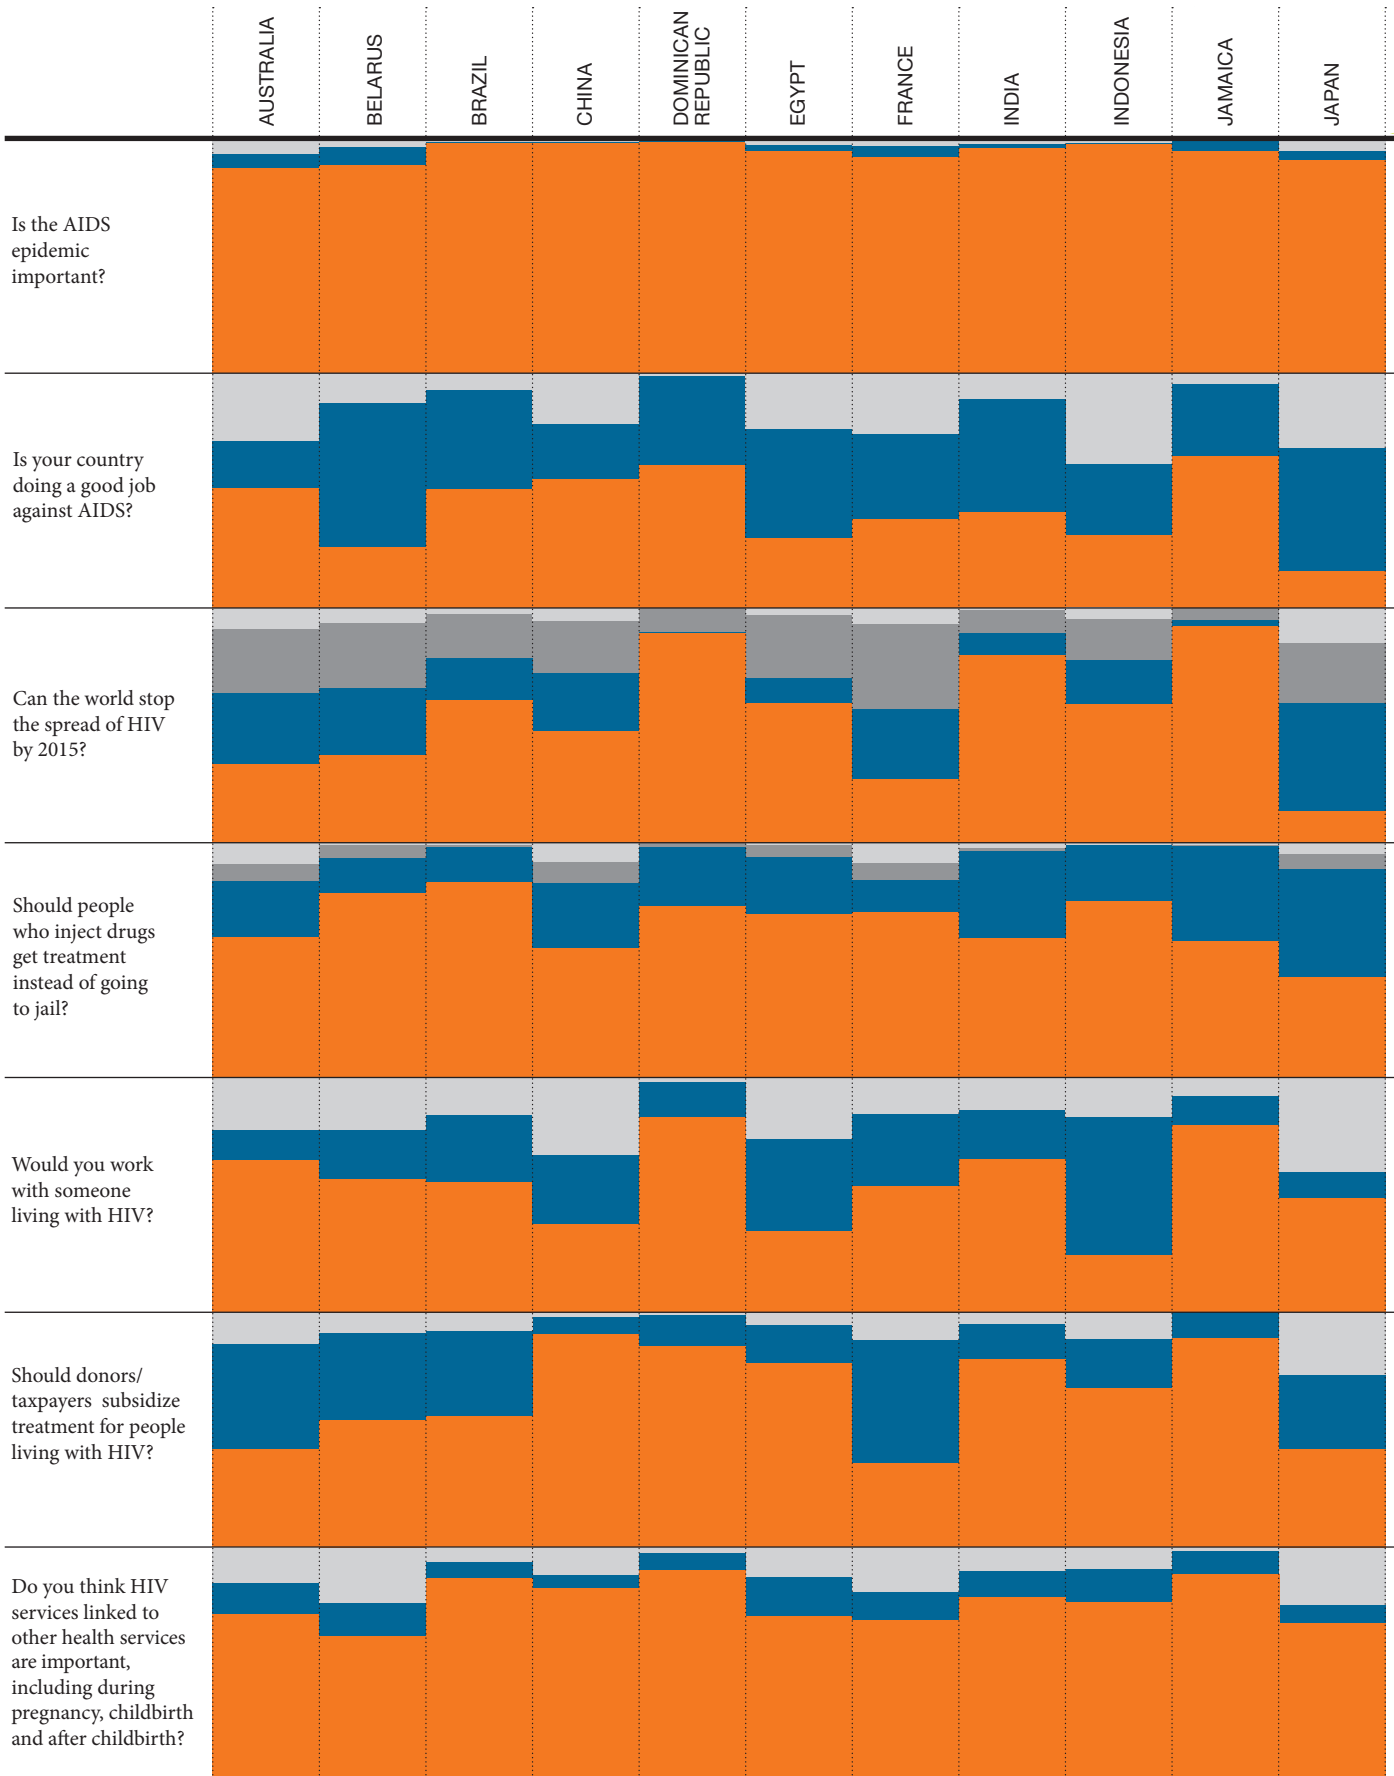 AUSTRALIA
BELARUS
BRAZIL
CHINA
DOMINICAN
REPUBLIC
EGYPT
FRANCE
INDIA
INDONESIA
JAMAICA
JAPAN
Is the AIDS
epidemic
important?
Is your country
doing a good job
against AIDS?
Can the world stop
the spread of HIV
by 2015?
Should people
who inject drugs
get treatment
instead of going
to jail?
Would you work
with someone
living with HIV?
Should donors/
taxpayers subsidize
treatment for people
living with HIV?
Do you think HIV
services linked to
other health services
are important,
including during
pregnancy, childbirth
and after childbirth?